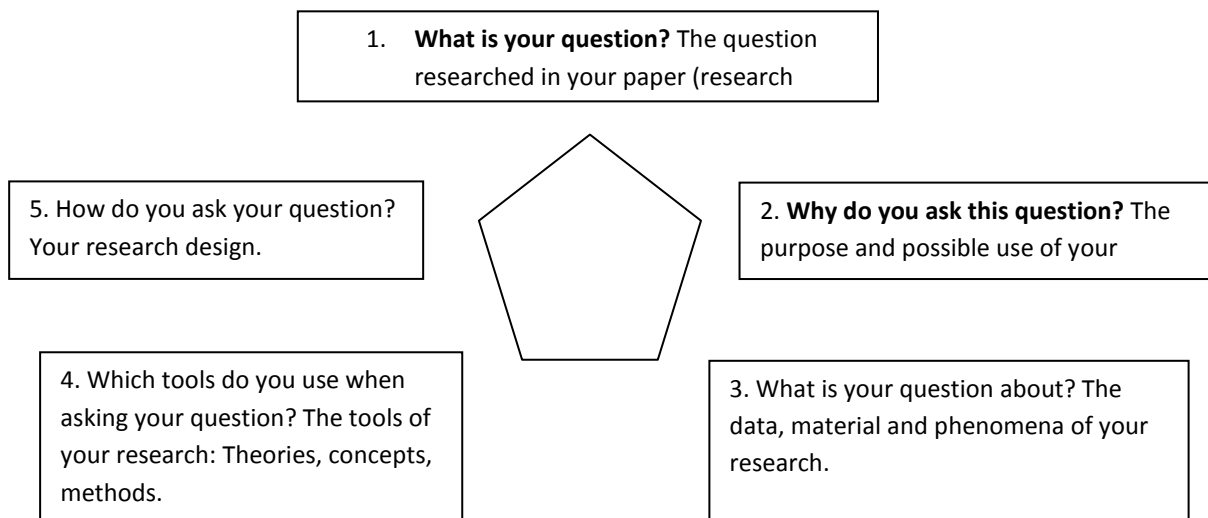 1. What is your question? The question
researched in your paper (research
2. Why do you ask this question? The
purpose and possible use of your
3. What is your question about? The
data, material and phenomena of your
research.
4. Which tools do you use when
asking your question? The tools of
your research: Theories, concepts,
methods.
5. How do you ask your question?
Your research design.